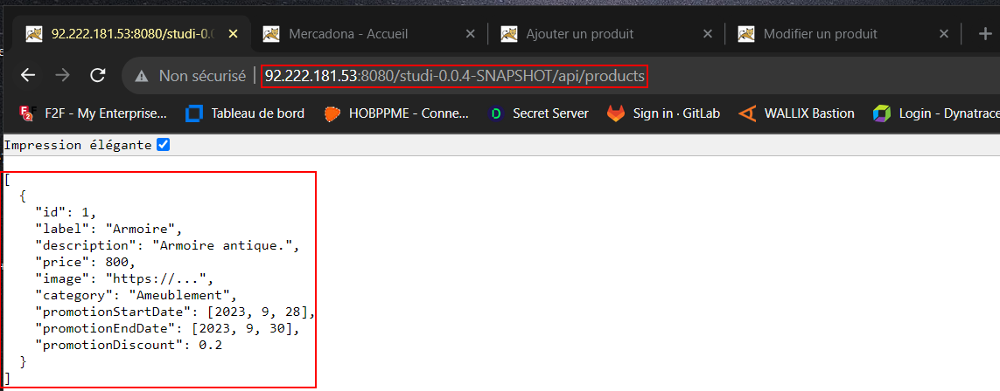 92.222.181.53:8080/studi-0.0
Mercadona - Accueil
Ajouter un produit
Modifier un produit
Non sécurisé
92.222.181.53:8080/studi-0.0.4-SNAPSHOT/api/products
F2F - My Enterprise...
Tableau de bord
HOBPPME - Conne...
Secret Server
Sign in · GitLab
WALLIX Bastion
Login - Dynatrace
Impression élégante
[
{
"id": 1,
"label": "Armoire",
"description": "Armoire antique.",
"price": 800,
"image": "https://...",
"category": "Ameublement",
"promotionStartDate": [2023, 9, 28],
"promotionEndDate": [2023, 9, 30],
"promotionDiscount": 0.2
}
]